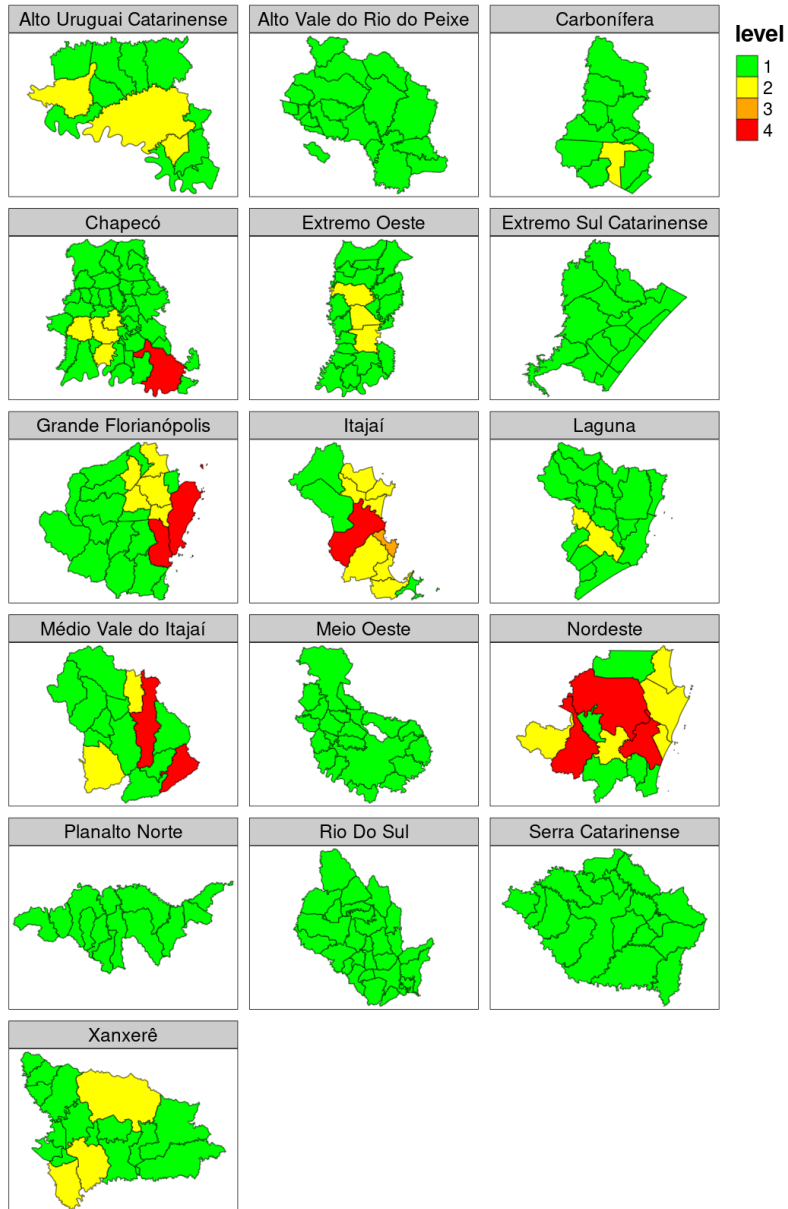 Alto Uruguai Catarinense
Alto Vale do Rio do Peixe
Carbonífera
level
1
2
3
4
Chapecó
Extremo Oeste
Extremo Sul Catarinense
Grande Florianópolis
Itajaí
Laguna
Médio Vale do Itajaí
Meio Oeste
Nordeste
Planalto Norte
Rio Do Sul
Serra Catarinense
Xanxerê